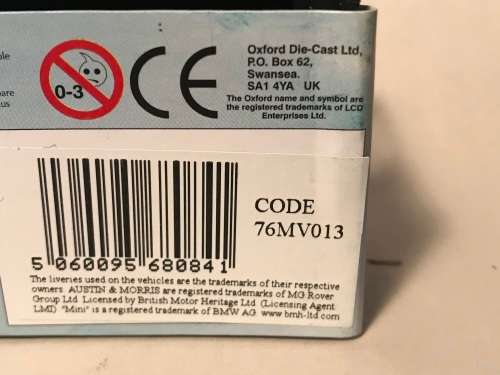 ple
are
us
0-3
CE
Oxford Die-Cast Ltd,
P.O. Box 62,
Swansea.
SA1 4YA UK
The Oxford name and symbol are
the registered trademarks of LCD
Enterprises Ltd.
CODE
76MV013
5 060095 680841
The liveries used on the vehicles are the trademarks of their respective
owners. AUSTIN & MORRIS are registered trademarks of MG Rover
Group Ltd Licensed by British Motor Heritage Ltd (Licensing Agent
LMI) "Mini" is a registered trademark of BMW AG www.bmh-ltd.com